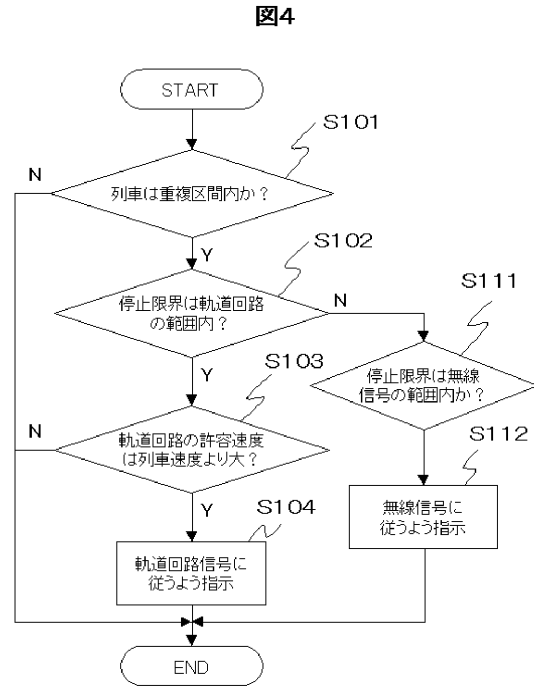 図4
START
S101
N
列車は重複区間内か？
S102
Y
S111
停止限界は軌道回路
の範囲内？
N
停止限界は無線
信号の範囲内か？
Y
S103
N
軌道回路の許容速度
は列車速度より大？
S112
Y
S104
無線信号に
従うよう指示
軌道回路信号に
従うよう指示
END